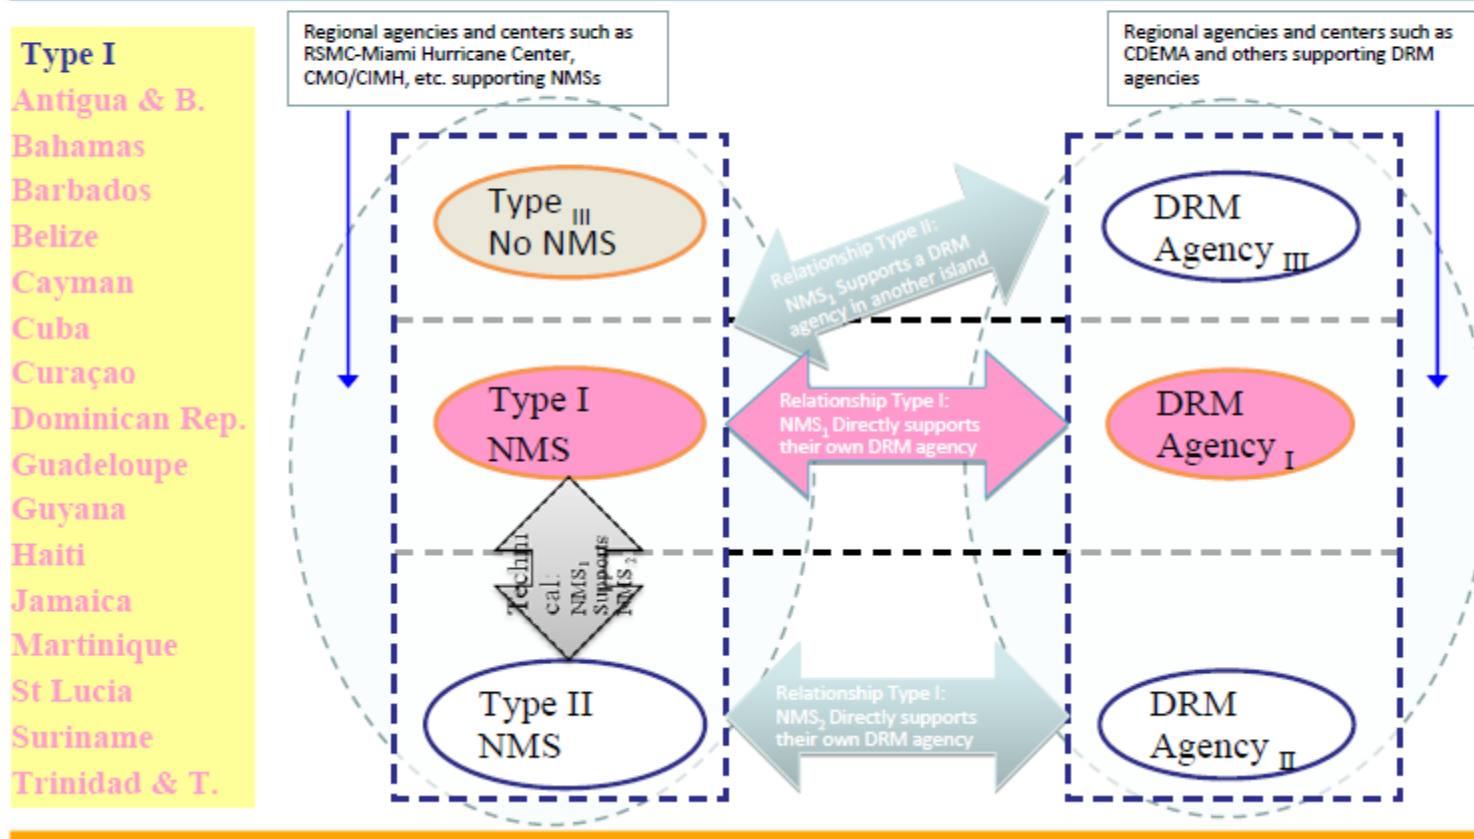 Type I
Antigua & B.
Bahamas
Barbados
Belize
Cayman
Cuba
Curaçao
Dominican Rep.
Guadeloupe
Guyana
Haiti
Jamaica
Martinique
St Lucia
Suriname
Trinidad & T.
Regional agencies and centers such as
RSMC-Miami Hurricane Center,
CMO/CIMH, etc. supporting NMSs
Regional agencies and centers such as
CDEMA and others supporting DRM
agencies
Type III
No NMS
Relationship Type II:
NMS1 Supports a DRM
agency in another island
DRM
Agency III
Type I
NMS
Relationship Type I:
NMS1 Directly supports
their own DRM agency
DRM
Agency I
Techni
cal:
NMS1
Supports
NMS 2
Type II
NMS
Relationship Type I:
NMS2 Directly supports
their own DRM agency
DRM
Agency II